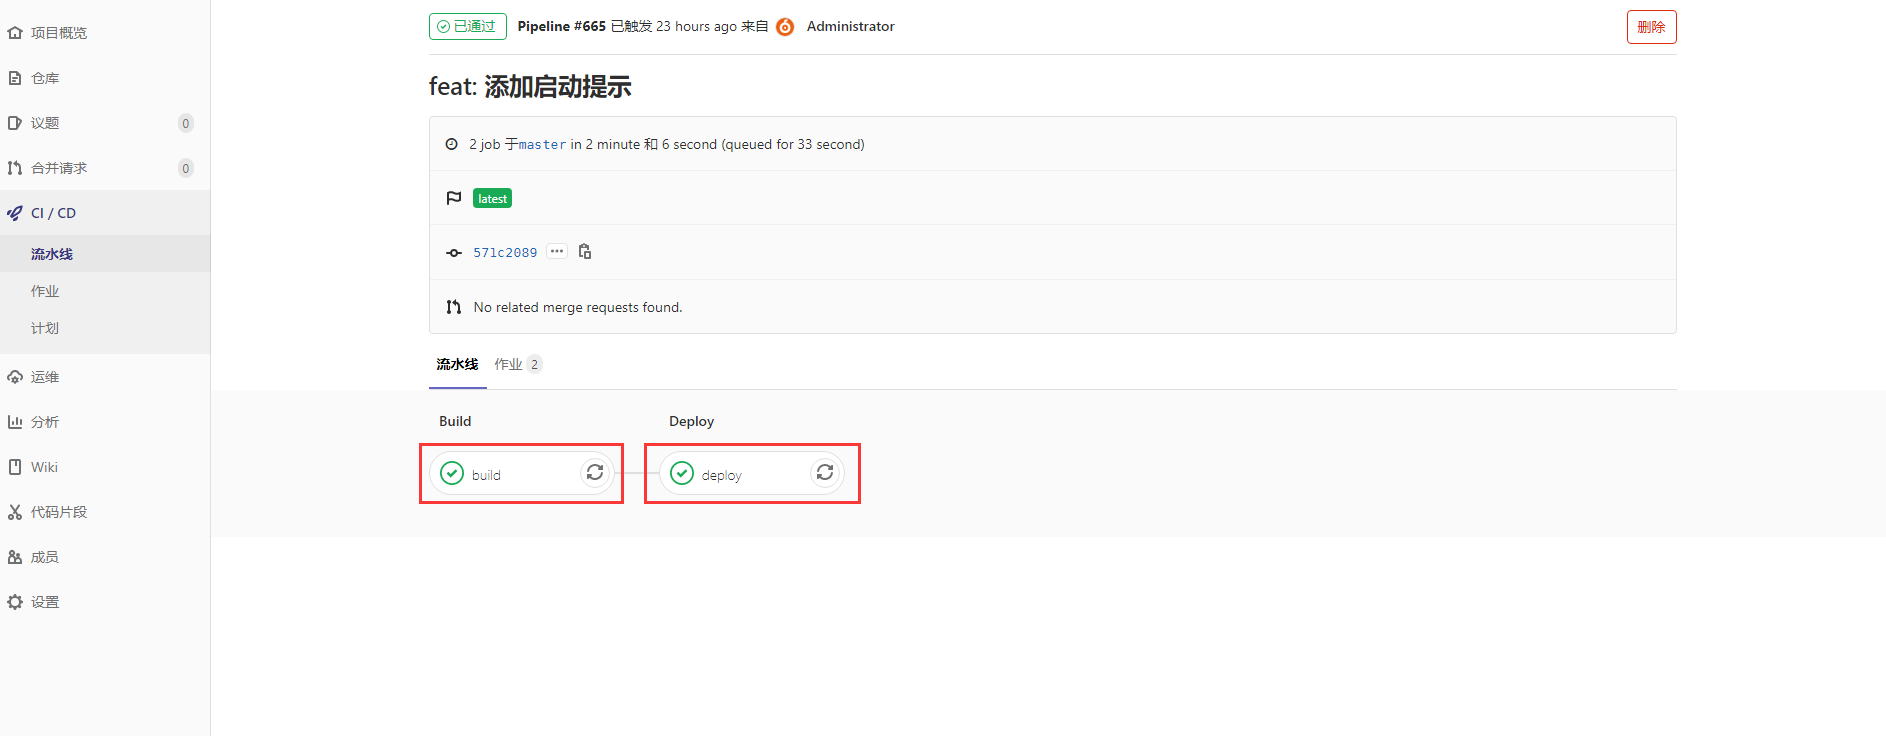 项目概览
仓库
议题 0
合并请求 0
CI / CD
流水线
作业
计划
运维
分析
Wiki
代码片段
成员
设置
已通过 Pipeline #665 已触发 23 hours ago 来自 Administrator
删除
feat: 添加启动提示
2 job 于master in 2 minute 和 6 second (queued for 33 second)
latest
571c2089
No related merge requests found.
流水线 作业 2
Build Deploy
build deploy